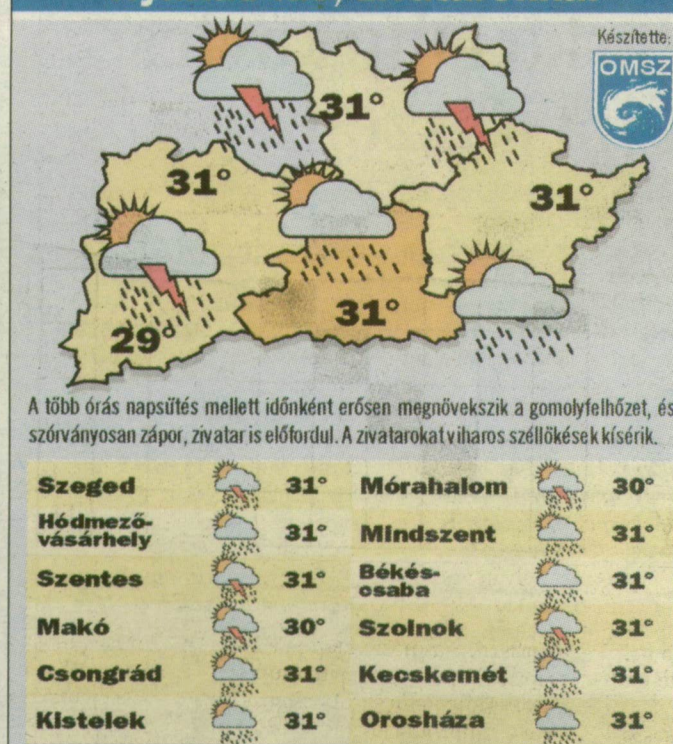 Készítette:
OMSZ
31°
31°
31°
31°
29°
A több órás napsütés mellett időnként erősen megnövekszik a gomolyfelhőzet, és
szórványosan zápor, zivatar is előfordul. A zivatarokat viharos széllökések kísérik.
Szeged 31° Mórahalom 30°
Hódmező-
vásárhely 31° Mindszent 31°
Szentes 31° Békés-
csaba 31°
Makó 30° Szolnok 31°
Csongrád 31° Kecskemét 31°
Kistelek 31° Orosháza 31°